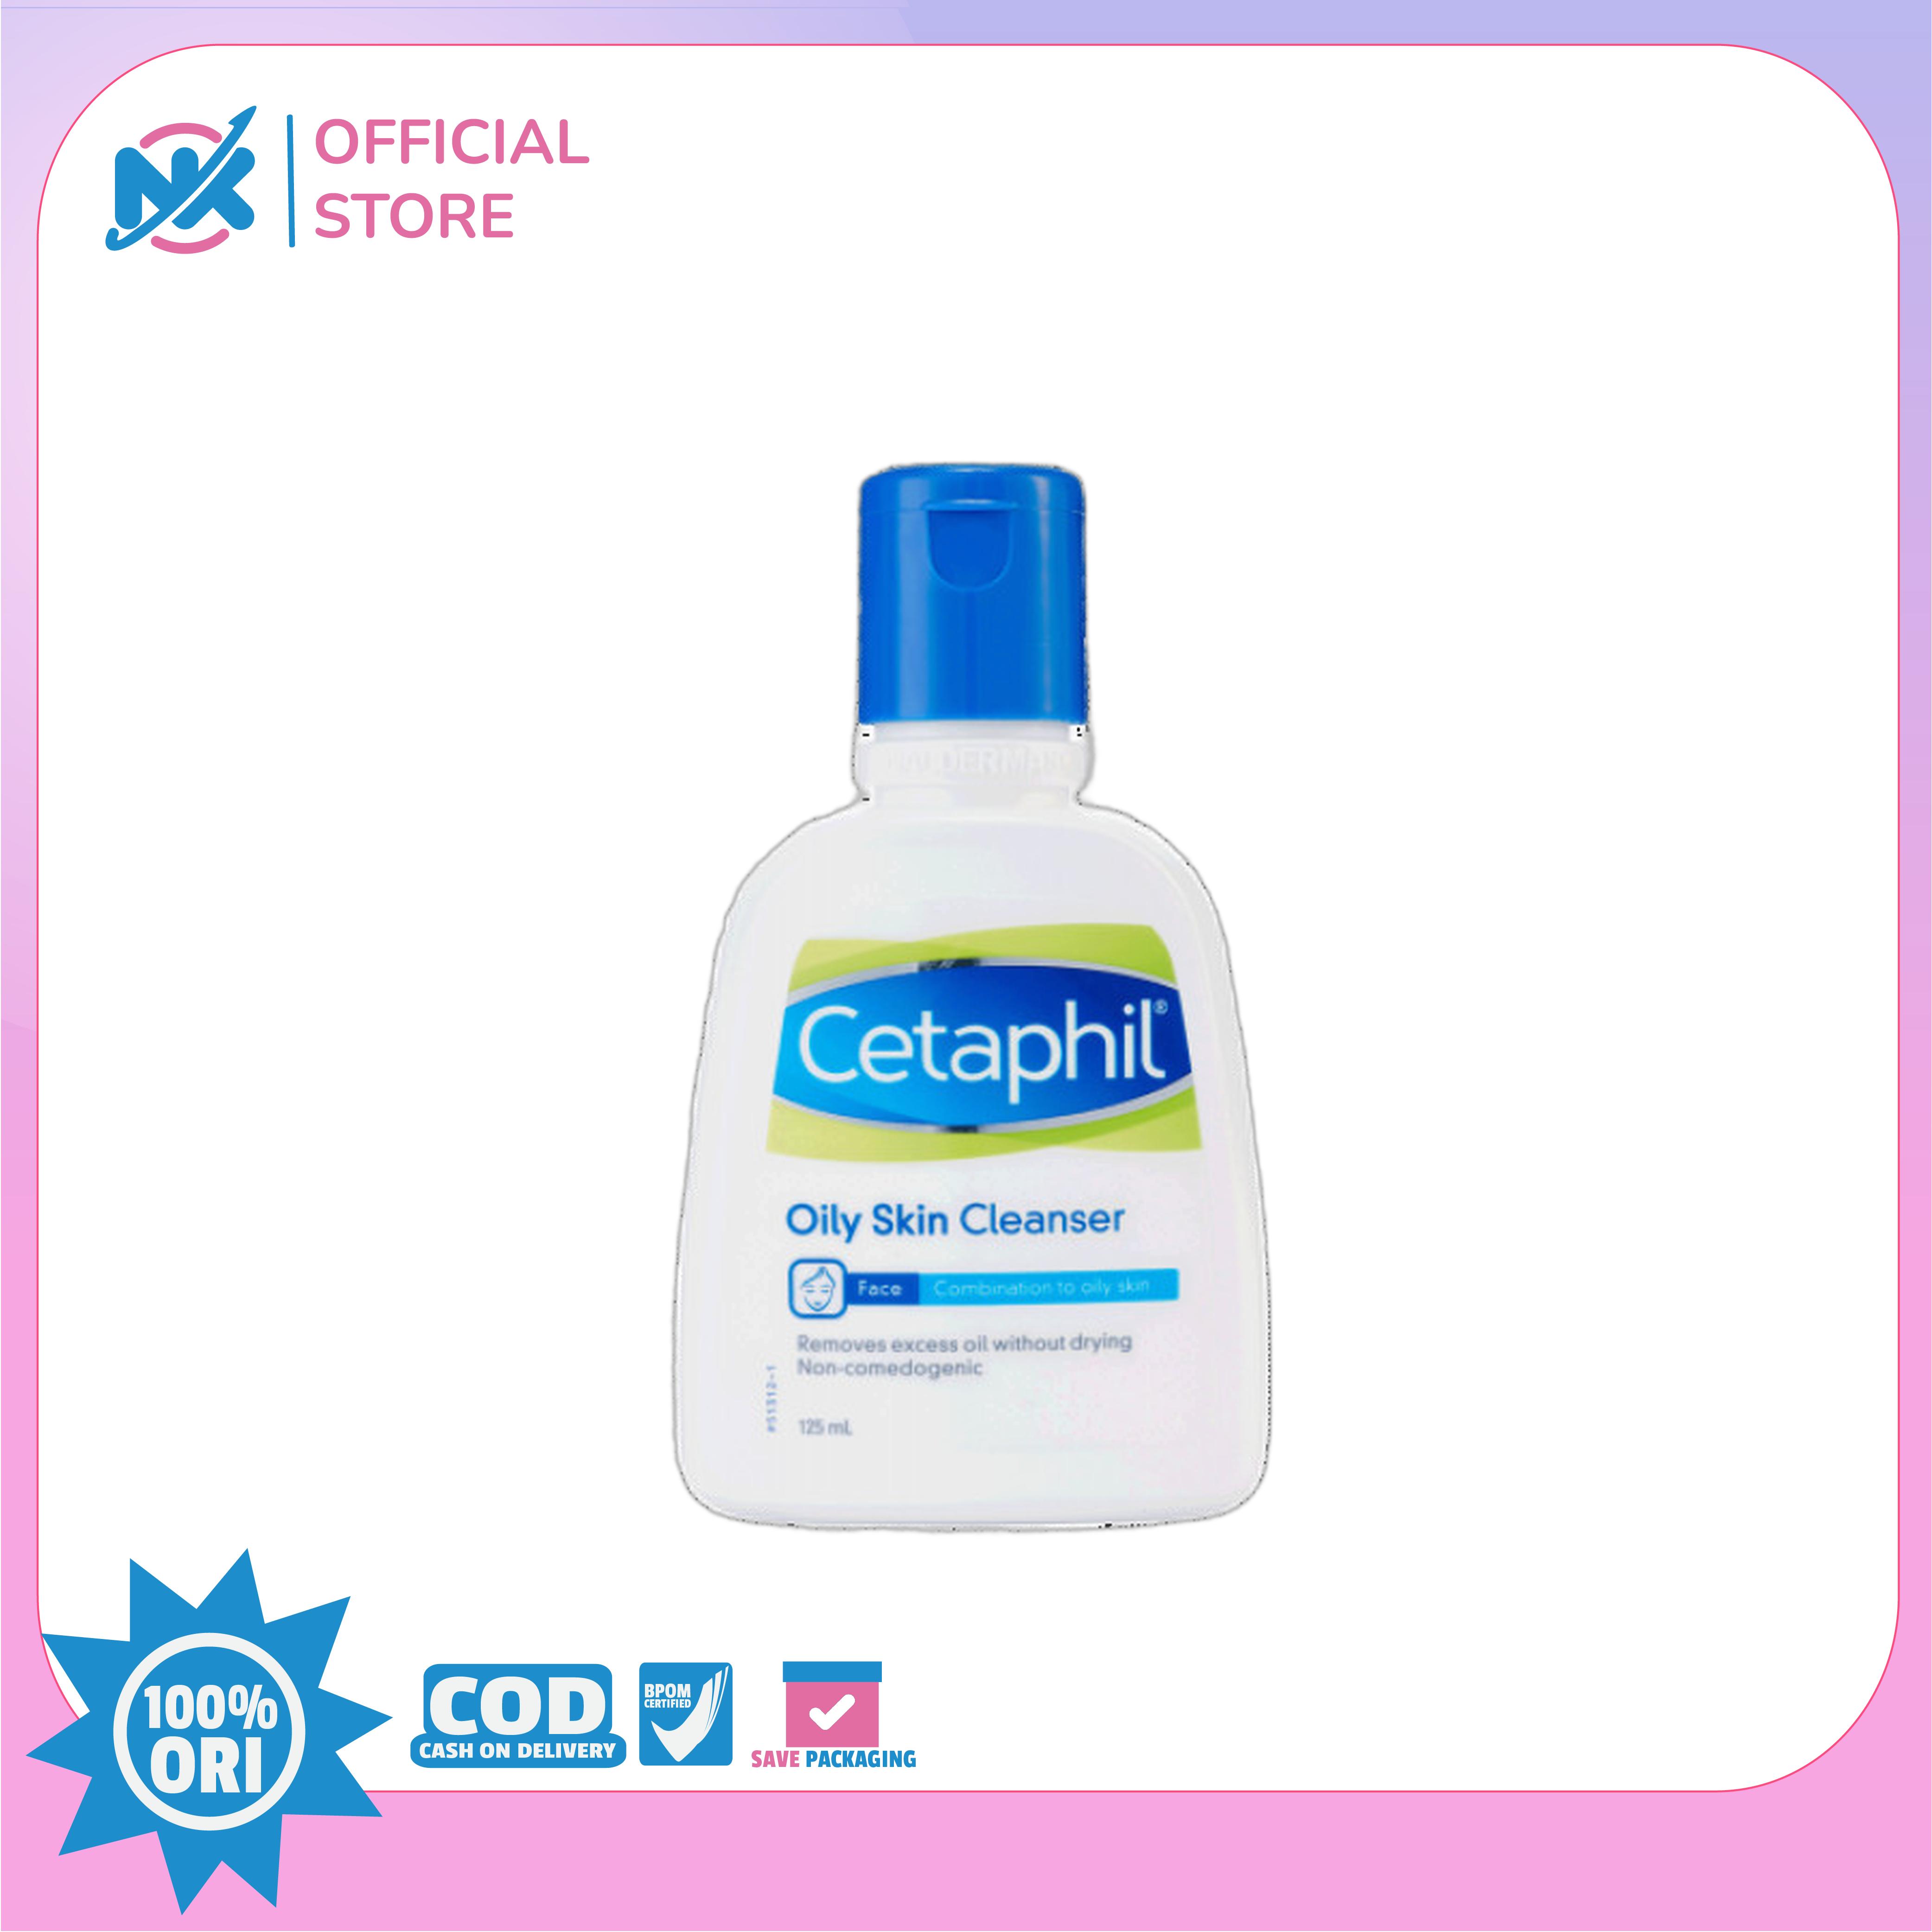 NK
OFFICIAL
STORE
Cetaphil®
Oily Skin Cleanser
Face Combination to oily skin
Removes excess oil without drying
Non-comedogenic
125 mL
100%
ORI
COD
CASH ON DELIVERY
BPOM
CERTIFIED
SAVE PACKAGING